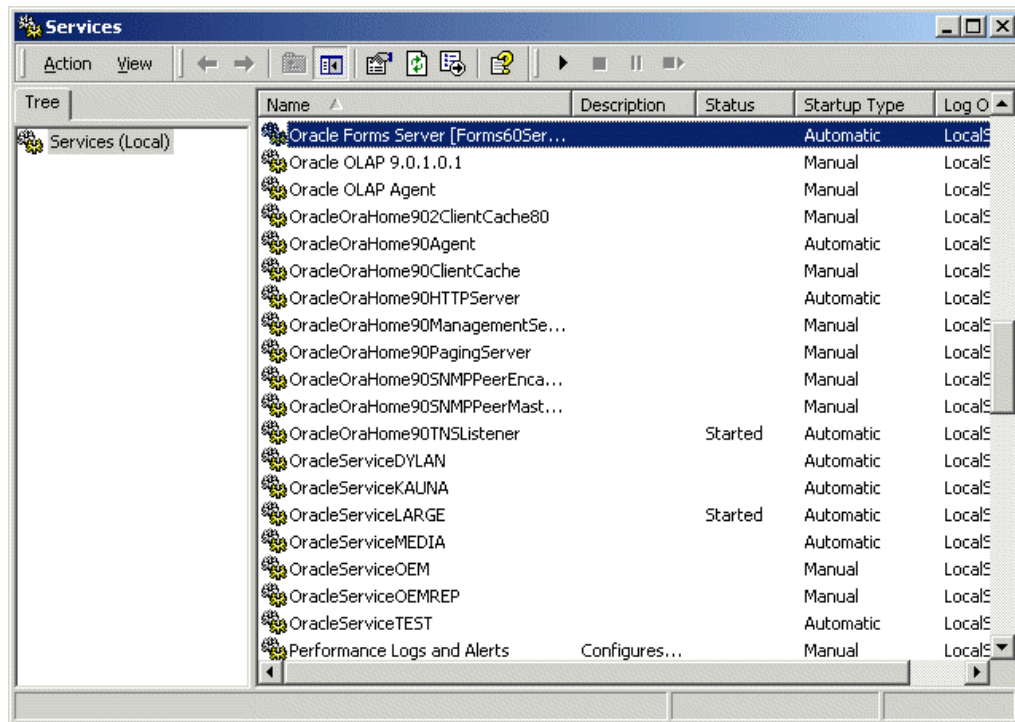 Services
Action View
Tree
Name Description Status Startup Type Log O
Services (Local)
Oracle Forms Server [Forms60Ser... Automatic LocalS
Oracle OLAP 9.0.1.0.1 Manual LocalS
Oracle OLAP Agent Manual LocalS
OracleOraHome902ClientCache80 Manual LocalS
OracleOraHome90Agent Automatic LocalS
OracleOraHome90ClientCache Manual LocalS
OracleOraHome90HTTPServer Automatic LocalS
OracleOraHome90ManagementSe... Manual LocalS
OracleOraHome90PagingServer Manual LocalS
OracleOraHome90SNMPPeerEnca... Manual LocalS
OracleOraHome90SNMPPeerMast... Manual LocalS
OracleOraHome90TNSListener Started Automatic LocalS
OracleServiceDYLAN Automatic LocalS
OracleServiceKAUNA Automatic LocalS
OracleServiceLARGE Started Automatic LocalS
OracleServiceMEDIA Automatic LocalS
OracleServiceOEM Manual LocalS
OracleServiceOEMREP Manual LocalS
OracleServiceTEST Automatic LocalS
Performance Logs and Alerts Configures... Manual LocalS